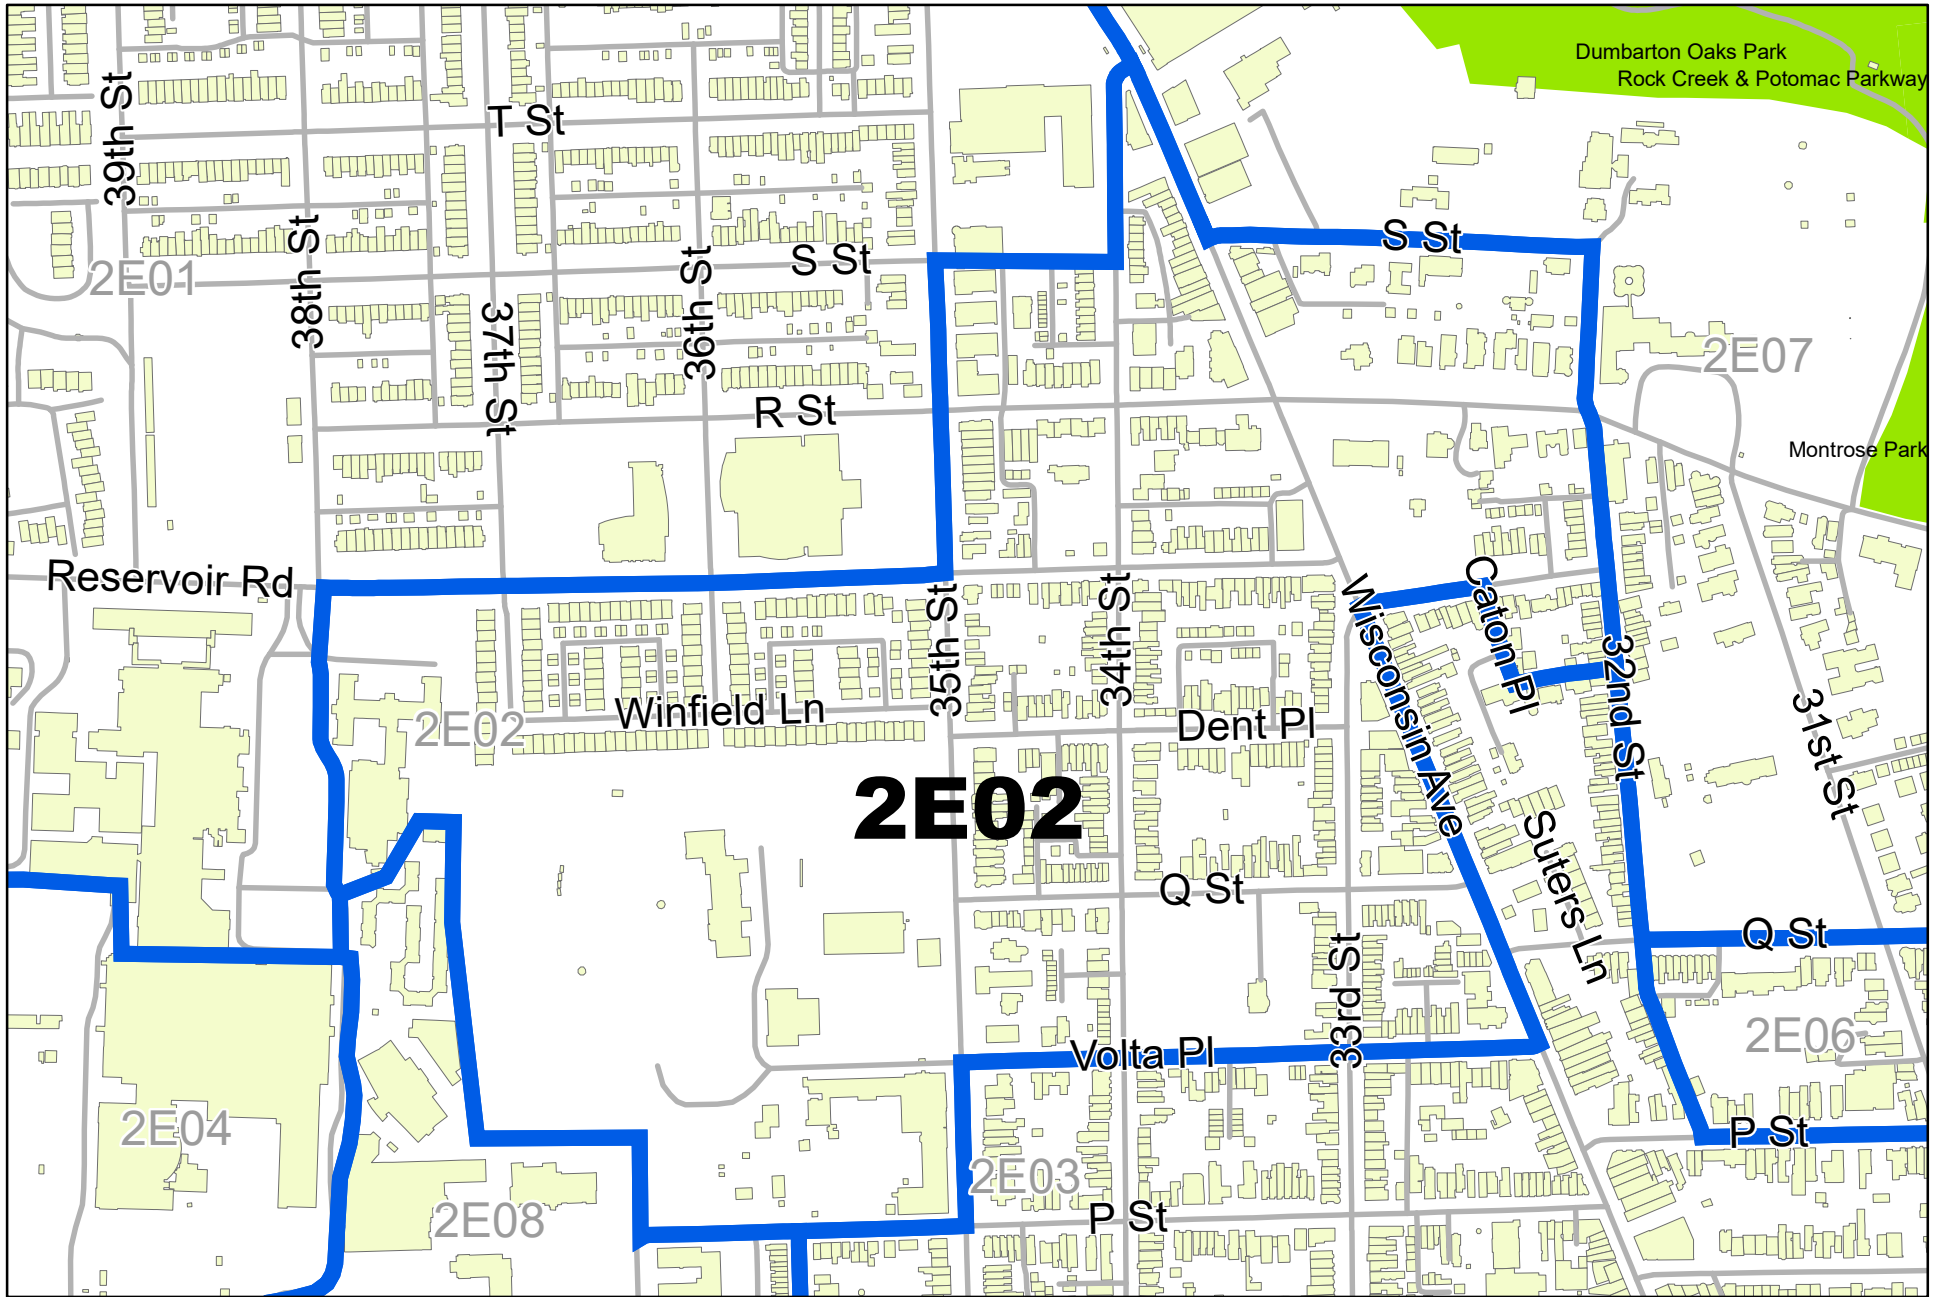 Dumbarton Oaks Park
Rock Creek & Potomac Parkway
39th St
T St
38th St
S St
36th St
S St
2E01
37th St
2E07
R St
Montrose Park
Reservoir Rd
35th St
34th St
Wisconsin Ave
Caton Pl
32nd St
31st St
Winfield Ln
2E02
Dent Pl
2E02
Suters Ln
Q St
33rd St
Q St
Volta Pl
2E06
2E04
P St
2E03
2E08
P St